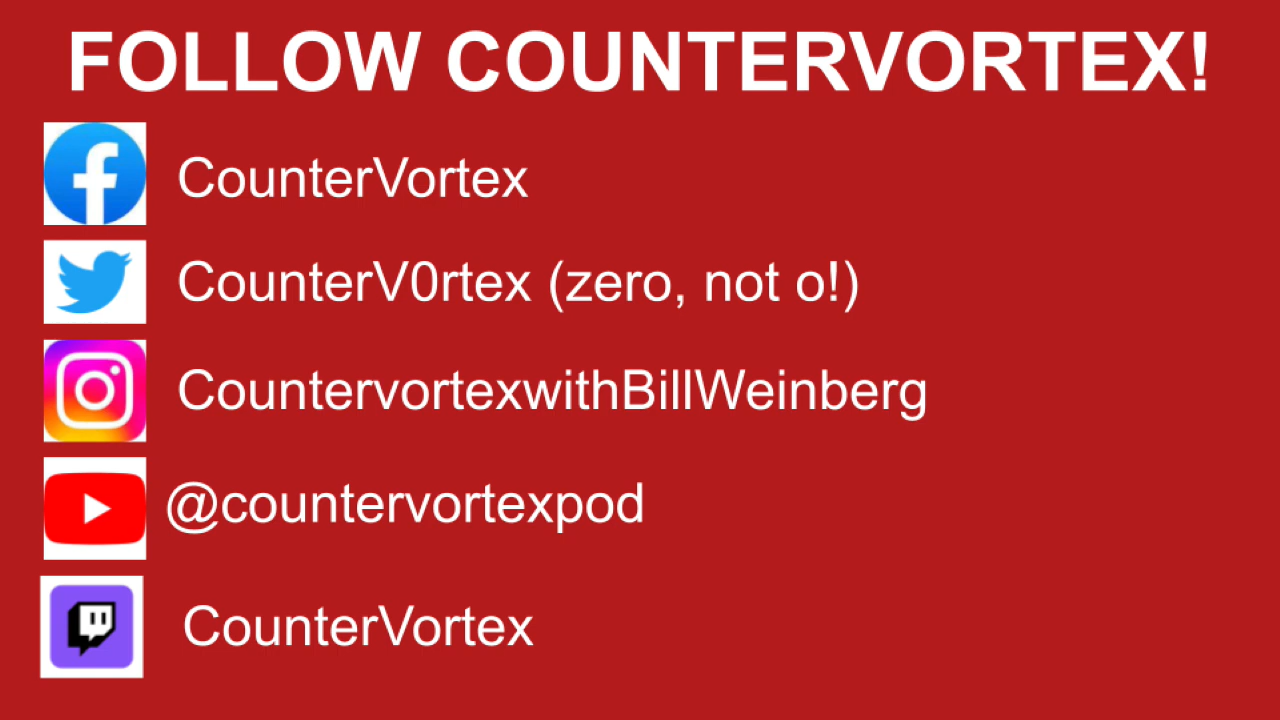 FOLLOW COUNTERVORTEX!
CounterVortex
CounterV0rtex (zero, not o!)
CountervortexwithBillWeinberg
@countervortexpod
CounterVortex